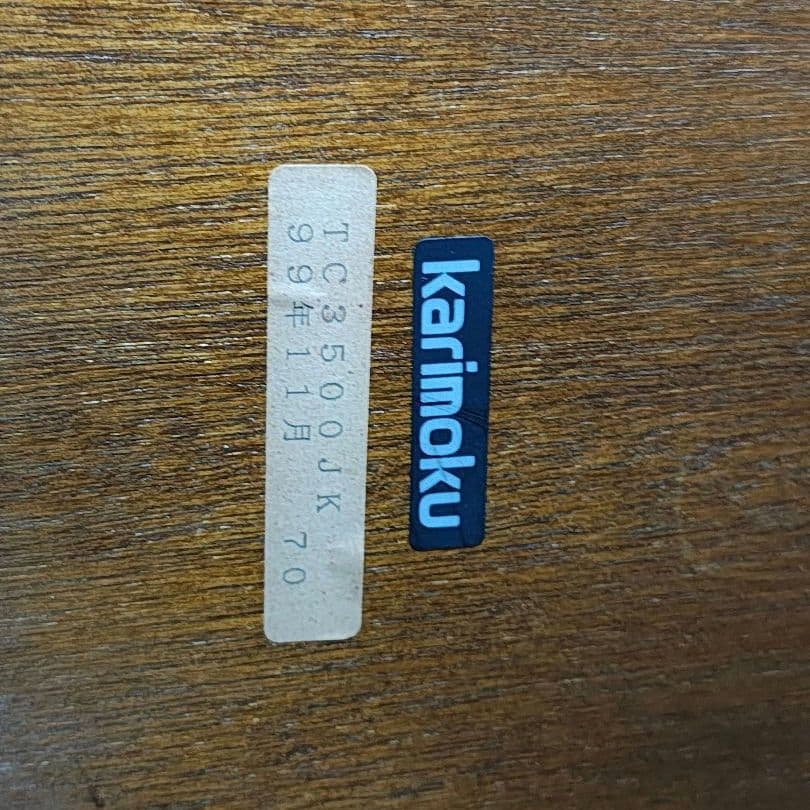 karimoku
TC3500JK
99年11月 70